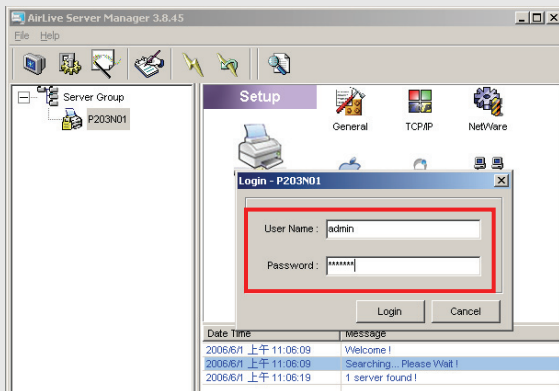 AirLive Server Manager 3.8.45
File Help
Server Group
P203N01
Setup
General
TCP/IP
NetWare
Login - P203N01
User Name : admin
Password : *******
Login
Cancel
Date Time Message
2006/6/1 上午 11:06:09 Welcome !
2006/6/1 上午 11:06:09 Searching... Please Wait !
2006/6/1 上午 11:06:19 1 server found !